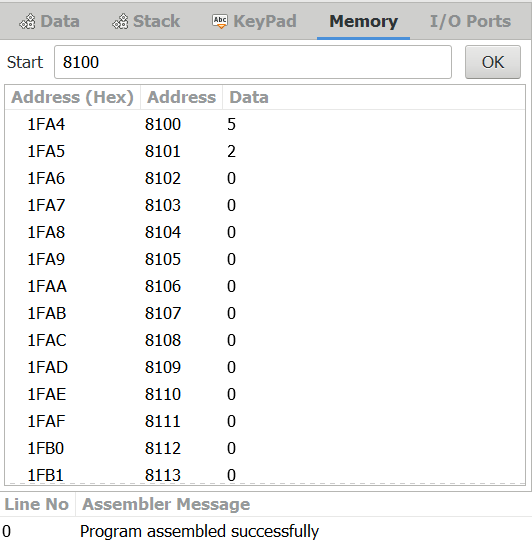 Data Stack Abc KeyPad Memory I/O Ports
Start 8100 OK
Address (Hex) Address Data
1FA4 8100 5
1FA5 8101 2
1FA6 8102 0
1FA7 8103 0
1FA8 8104 0
1FA9 8105 0
1FAA 8106 0
1FAB 8107 0
1FAC 8108 0
1FAD 8109 0
1FAE 8110 0
1FAF 8111 0
1FB0 8112 0
1FB1 8113 0
Line No Assembler Message
0 Program assembled successfully